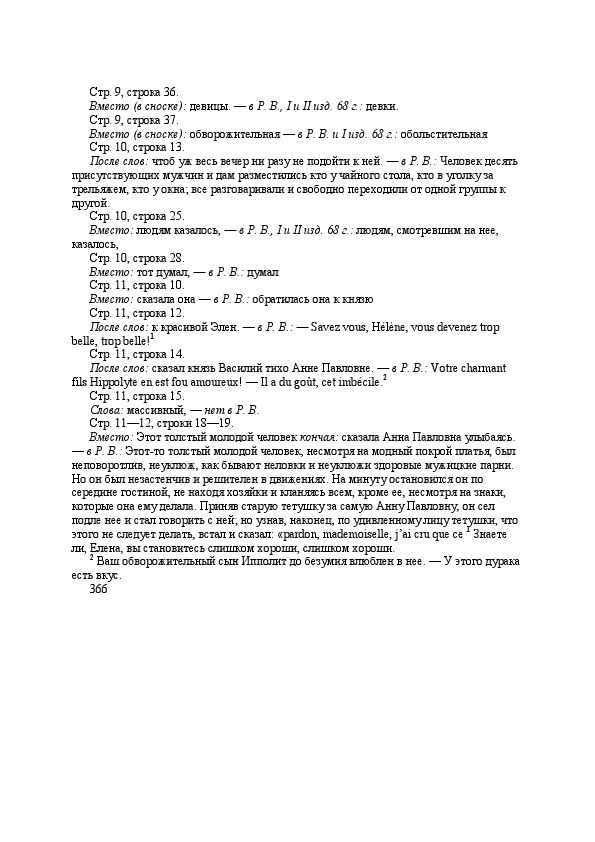 Стр. 9, строка 36.
Вместо (в сноске): девицы. — в Р. В., I и II изд. 68 г.: девки.
Стр. 9, строка 37.
Вместо (в сноске): обворожительная — в Р. В. и I изд. 68 г.: обольстительная
Стр. 10, строка 13.
После слов: чтоб уж весь вечер ни разу не подойти к ней. — в Р. В.: Человек десять
присутствующих мужчин и дам разместились кто у чайного стола, кто в уголку за
трельяжем, кто у окна; все разговаривали и свободно переходили от одной группы к
другой.
Стр. 10, строка 25.
Вместо: людям казалось, — в Р. В., I и II изд. 68 г.: людям, смотревшим на нее,
казалось,
Стр. 10, строка 28.
Вместо: тот думал, — в Р. В.: думал
Стр. 11, строка 10.
Вместо: сказала она — в Р. В.: обратилась она к князю
Стр. 11, строка 12.
После слов: к красивой Элен. — в Р. В.: — Savez vous, Hélène, vous devenez trop
belle, trop belle!1
Стр. 11, строка 14.
После слов: сказал князь Василий тихо Анне Павловне. — в Р. В.: Votre charmant
fils Hippolyte en est fou amoureux! — Il a du goût, cet imbécile.2
Стр. 11, строка 15.
Слова: массивный, — нет в Р. В.
Стр. 11—12, строки 18—19.
Вместо: Этот толстый молодой человек кончая: сказала Анна Павловна улыбаясь.
— в Р. В.: Этот-то толстый молодой человек, несмотря на модный покрой платья, был
неповоротлив, неуклюж, как бывают неловки и неуклюжи здоровые мужицкие парни.
Но он был незастенчив и решителен в движениях. На минуту остановился он по
середине гостиной, не находя хозяйки и кланяясь всем, кроме ее, несмотря на знаки,
которые она ему делала. Приняв старую тетушку за самую Анну Павловну, он сел
подле нее и стал говорить с ней; но узнав, наконец, по удивленному лицу тетушки, что
этого не следует делать, встал и сказал: «pardon, mademoiselle, j’ai cru que ce 1 Знаете
ли, Елена, вы становитесь слишком хороши, слишком хороши.
2 Ваш обворожительный сын Ипполит до безумия влюблен в нее. — У этого дурака
есть вкус.
366